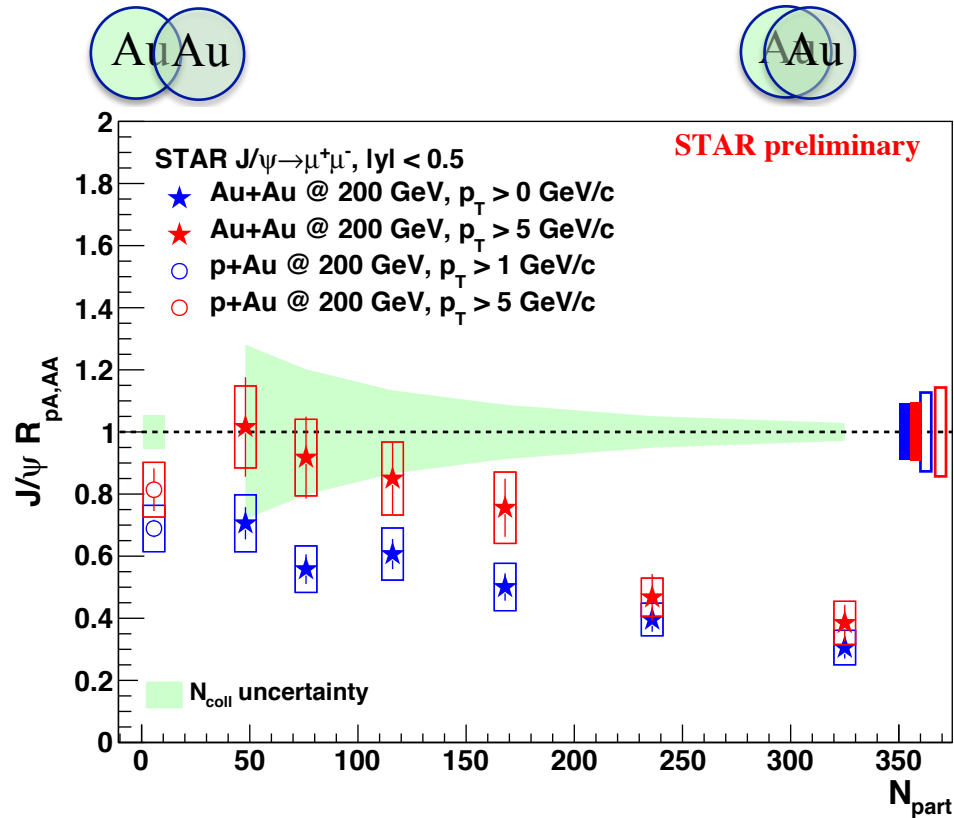 Au Au
Au Au
STAR preliminary
STAR J/ψ→μ⁺μ⁻, |y| < 0.5
Au+Au @ 200 GeV, p_T > 0 GeV/c
Au+Au @ 200 GeV, p_T > 5 GeV/c
p+Au @ 200 GeV, p_T > 1 GeV/c
p+Au @ 200 GeV, p_T > 5 GeV/c
J/ψ R_pA,AA
2
1.8
1.6
1.4
1.2
1
0.8
0.6
0.4
0.2
0
N_coll uncertainty
0 50 100 150 200 250 300 350
N_part